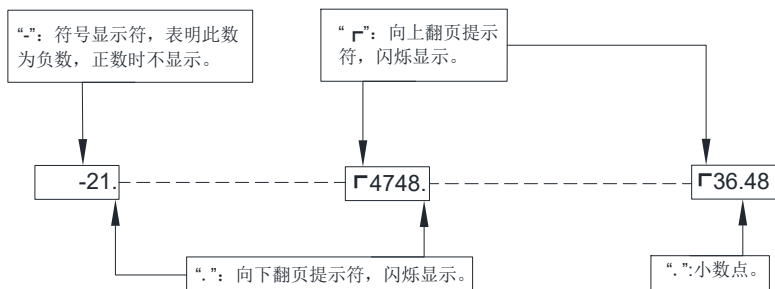 “-”：符号显示符，表明此数
为负数，正数时不显示。
“┏”：向上翻页提示
符，闪烁显示。
-21.
┏4748.
┏36.48
“.”：向下翻页提示符，闪烁显示。
“.”:小数点。